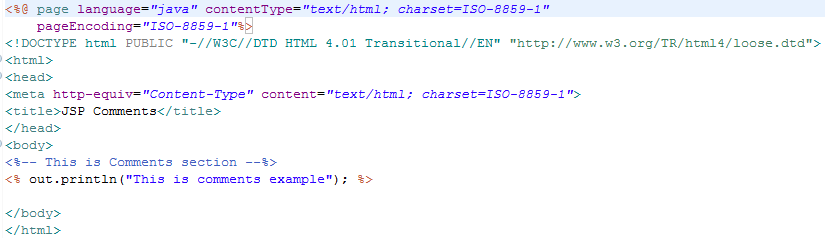 <%@ page language="java" contentType="text/html; charset=ISO-8859-1"
    pageEncoding="ISO-8859-1"%>
<!DOCTYPE html PUBLIC "-//W3C//DTD HTML 4.01 Transitional//EN" "http://www.w3.org/TR/html4/loose.dtd">
<html>
<head>
<meta http-equiv="Content-Type" content="text/html; charset=ISO-8859-1">
<title>JSP Comments</title>
</head>
<body>
<%-- This is Comments section --%>
<% out.println("This is comments example"); %>
</body>
</html>